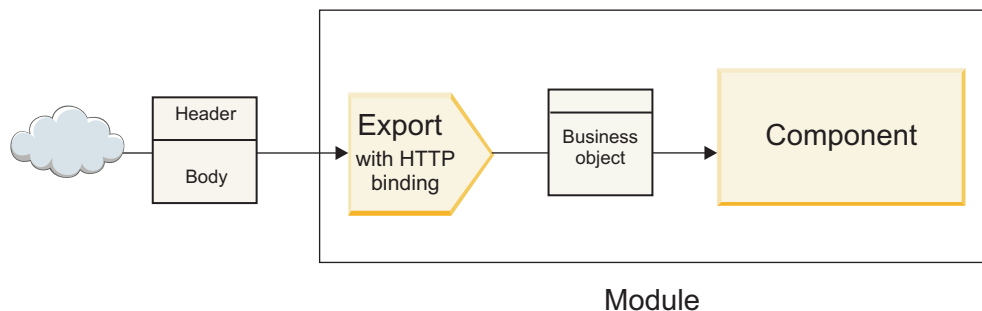 Header
Body
Export
with HTTP
binding
Business
object
Component
Module